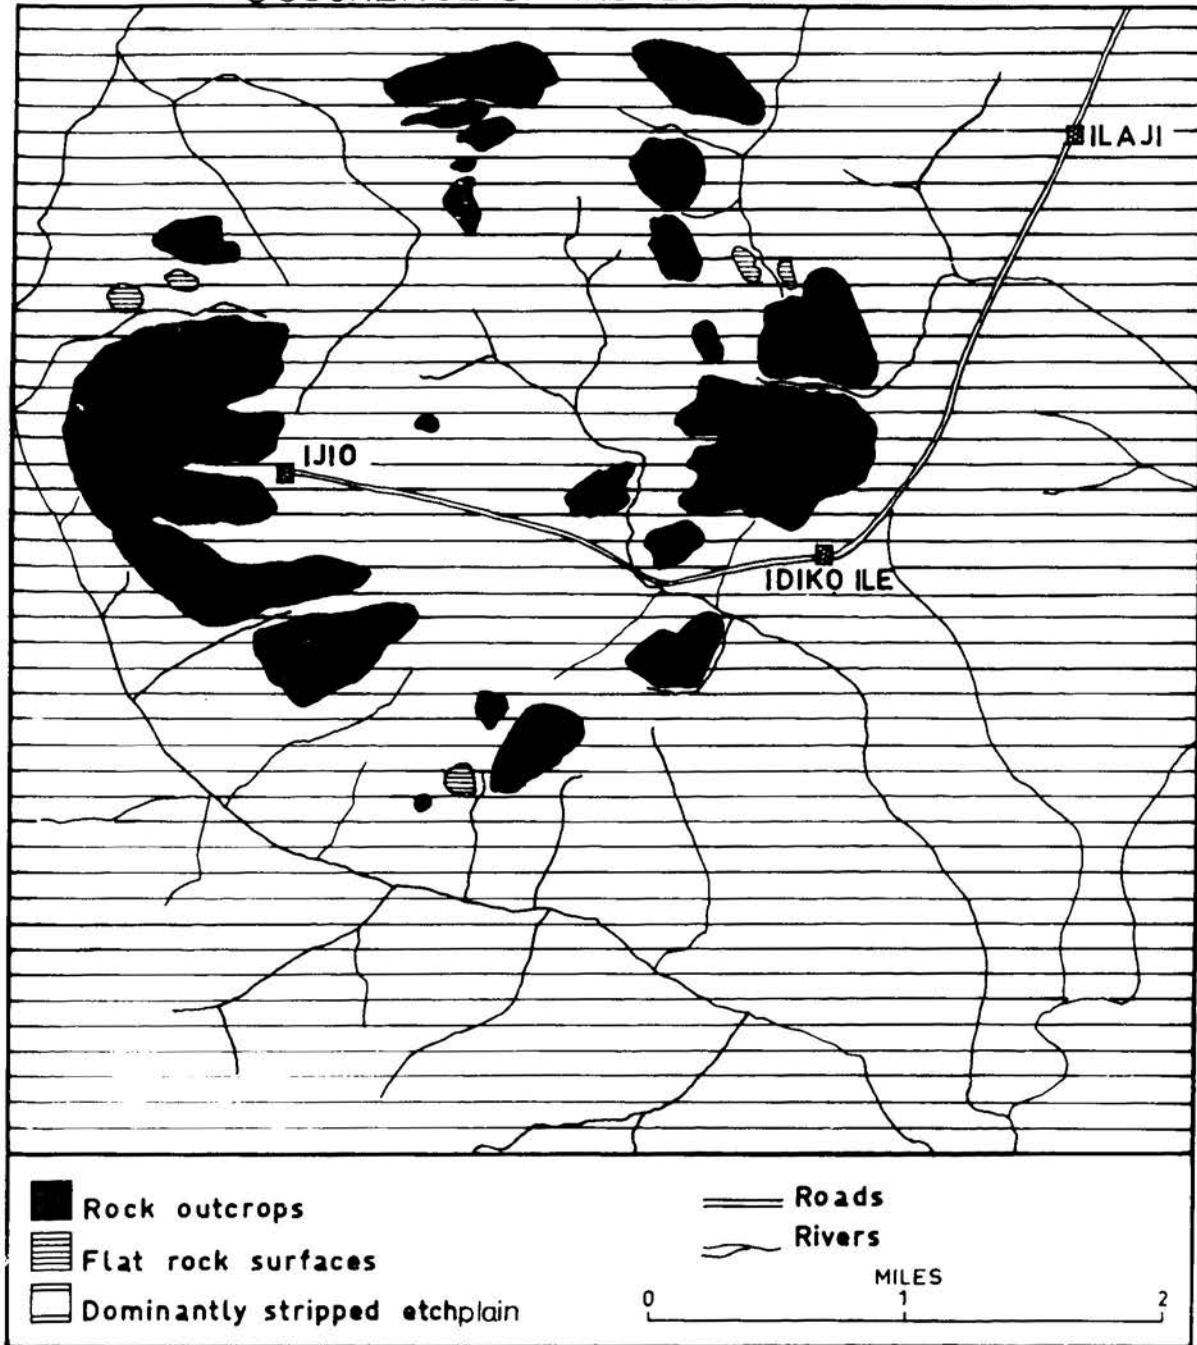 ILAJI
IJIO
IDIKO ILE
Rock outcrops
Flat rock surfaces
Dominantly stripped etchplain
Roads
Rivers
MILES
0 1 2